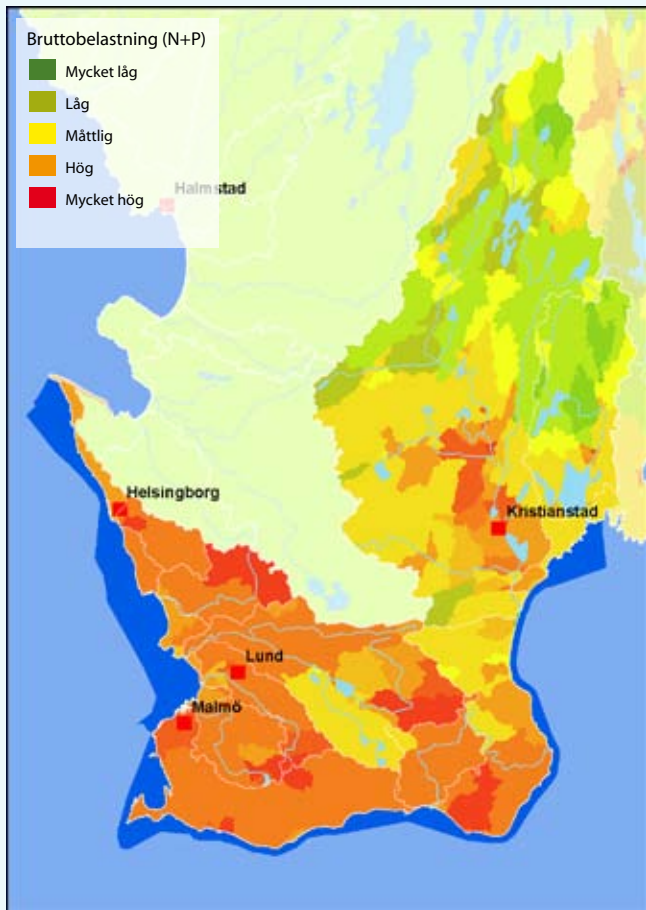 Bruttobelastning (N+P)
Mycket låg
Låg
Måttlig
Hög
Mycket hög
Halmstad
Helsingborg
Kristianstad
Lund
Malmö